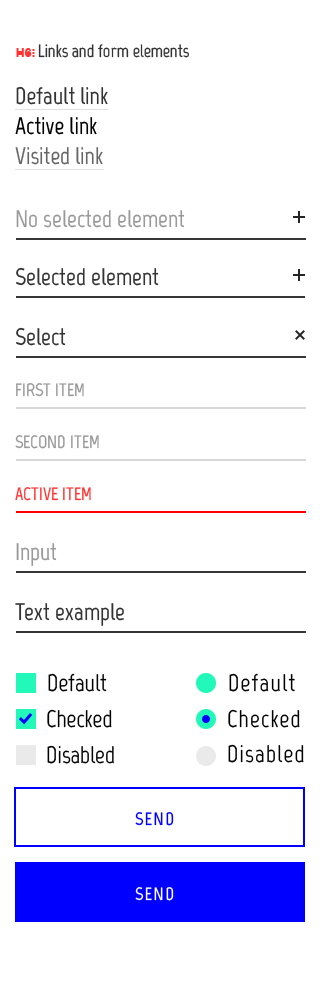 H6: Links and form elements
Default link
Active link
Visited link
No selected element
Selected element
Select
FIRST ITEM
SECOND ITEM
ACTIVE ITEM
Input
Text example
Default Default
Checked Checked
Disabled Disabled
SEND
SEND